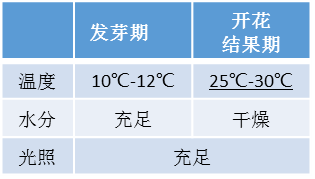 发芽期 开花
结果期
温度 10℃-12℃ 25℃-30℃
水分 充足 干燥
光照 充足